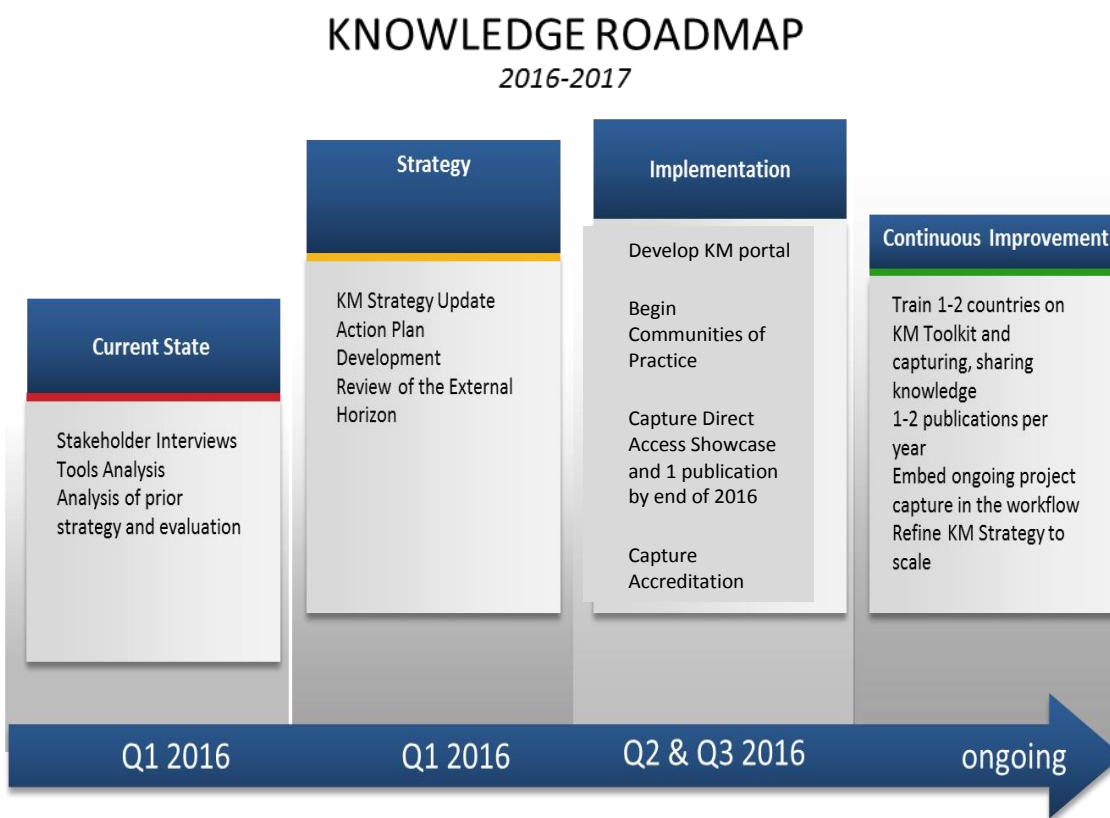 KNOWLEDGE ROADMAP
2016-2017
Current State
Stakeholder Interviews
Tools Analysis
Analysis of prior
strategy and evaluation
Strategy
KM Strategy Update
Action Plan
Development
Review of the External
Horizon
Implementation
Develop KM portal
Begin
Communities of
Practice
Capture Direct
Access Showcase
and 1 publication
by end of 2016
Capture
Accreditation
Continuous Improvement
Train 1-2 countries on
KM Toolkit and
capturing, sharing
knowledge
1-2 publications per
year
Embed ongoing project
capture in the workflow
Refine KM Strategy to
scale
Q1 2016
Q1 2016
Q2 & Q3 2016
ongoing